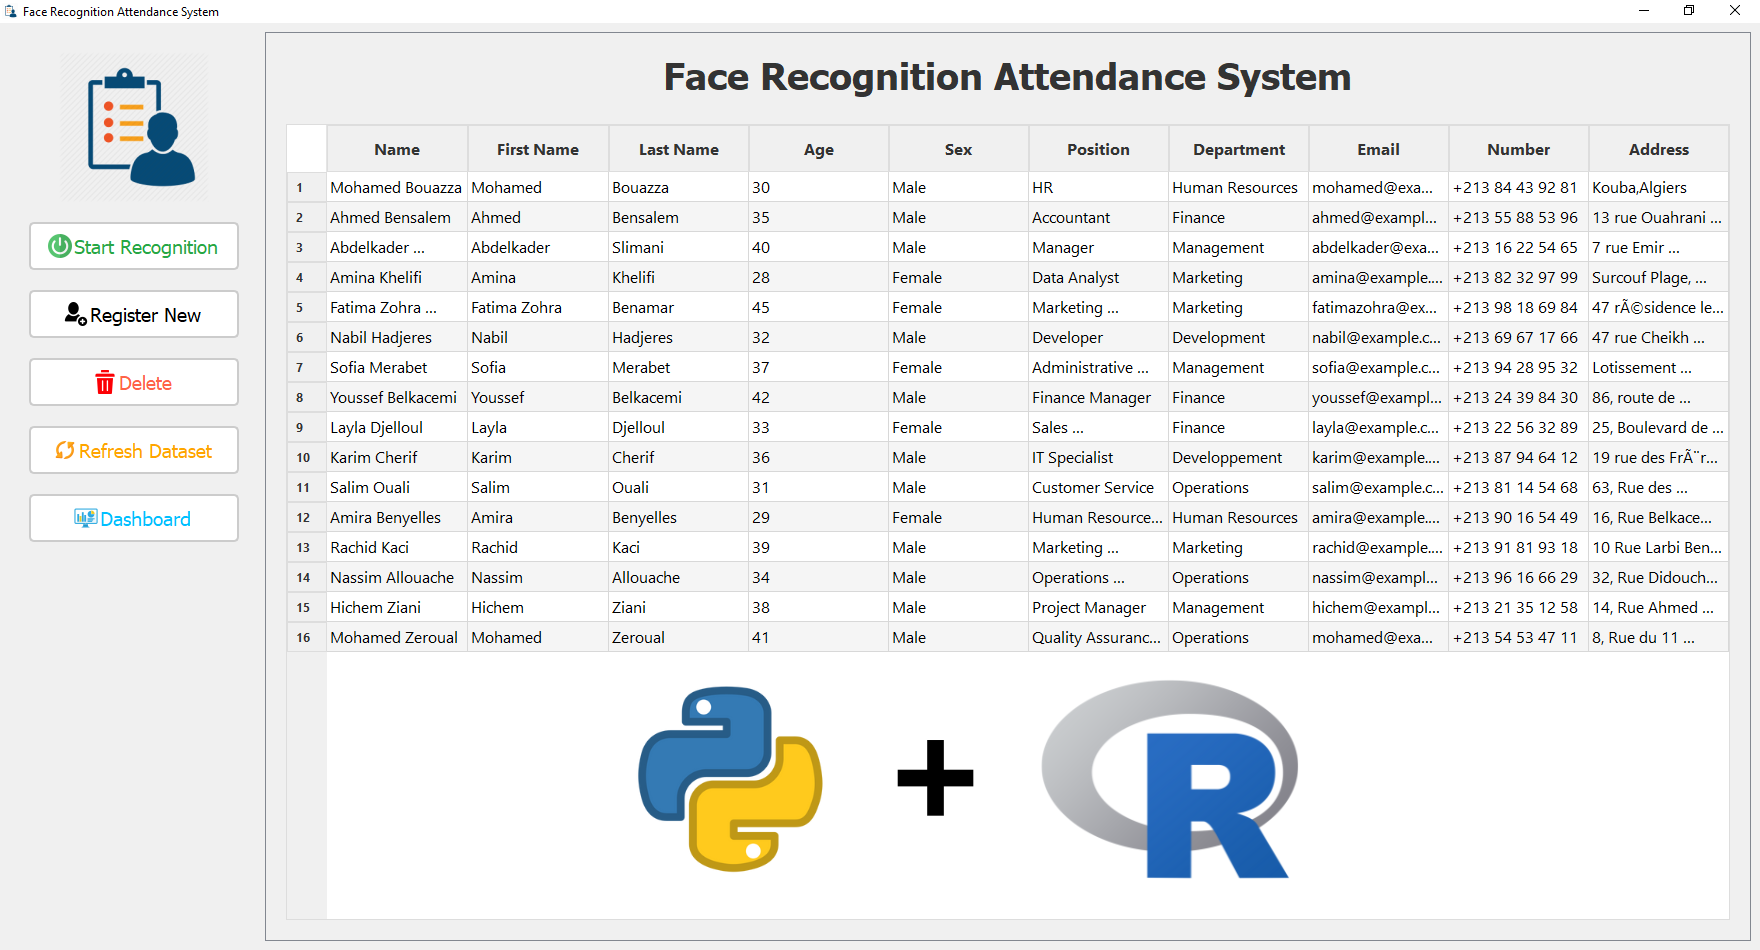 Face Recognition Attendance System
Face Recognition Attendance System
Start Recognition
Register New
Delete
Refresh Dataset
Dashboard
Name First Name Last Name Age Sex Position Department Email Number Address
1 Mohamed Bouazza Mohamed Bouazza 30 Male HR Human Resources mohamed@exa... +213 84 43 92 81 Kouba,Algiers
2 Ahmed Bensalem Ahmed Bensalem 35 Male Accountant Finance ahmed@exampl... +213 55 88 53 96 13 rue Ouahrani ...
3 Abdelkader ... Abdelkader Slimani 40 Male Manager Management abdelkader@exa... +213 16 22 54 65 7 rue Emir ...
4 Amina Khelifi Amina Khelifi 28 Female Data Analyst Marketing amina@example.... +213 82 32 97 99 Surcouf Plage, ...
5 Fatima Zohra ... Fatima Zohra Benamar 45 Female Marketing ... Marketing fatimazohra@ex... +213 98 18 69 84 47 rÃ©sidence le...
6 Nabil Hadjeres Nabil Hadjeres 32 Male Developer Development nabil@example.c... +213 69 67 17 66 47 rue Cheikh ...
7 Sofia Merabet Sofia Merabet 37 Female Administrative ... Management sofia@example.c... +213 94 28 95 32 Lotissement ...
8 Youssef Belkacemi Youssef Belkacemi 42 Male Finance Manager Finance youssef@exampl... +213 24 39 84 30 86, route de ...
9 Layla Djelloul Layla Djelloul 33 Female Sales ... Finance layla@example.c... +213 22 56 32 89 25, Boulevard de ...
10 Karim Cherif Karim Cherif 36 Male IT Specialist Developpement karim@example.... +213 87 94 64 12 19 rue des FrÃ¨r...
11 Salim Ouali Salim Ouali 31 Male Customer Service Operations salim@example.c... +213 81 14 54 68 63, Rue des ...
12 Amira Benyelles Amira Benyelles 29 Female Human Resource... Human Resources amira@example.... +213 90 16 54 49 16, Rue Belkace...
13 Rachid Kaci Rachid Kaci 39 Male Marketing ... Marketing rachid@example.... +213 91 81 93 18 10 Rue Larbi Ben...
14 Nassim Allouache Nassim Allouache 34 Male Operations ... Operations nassim@exampl... +213 96 16 66 29 32, Rue Didouch...
15 Hichem Ziani Hichem Ziani 38 Male Project Manager Management hichem@exampl... +213 21 35 12 58 14, Rue Ahmed ...
16 Mohamed Zeroual Mohamed Zeroual 41 Male Quality Assuranc... Operations mohamed@exa... +213 54 53 47 11 8, Rue du 11 ...
+ R